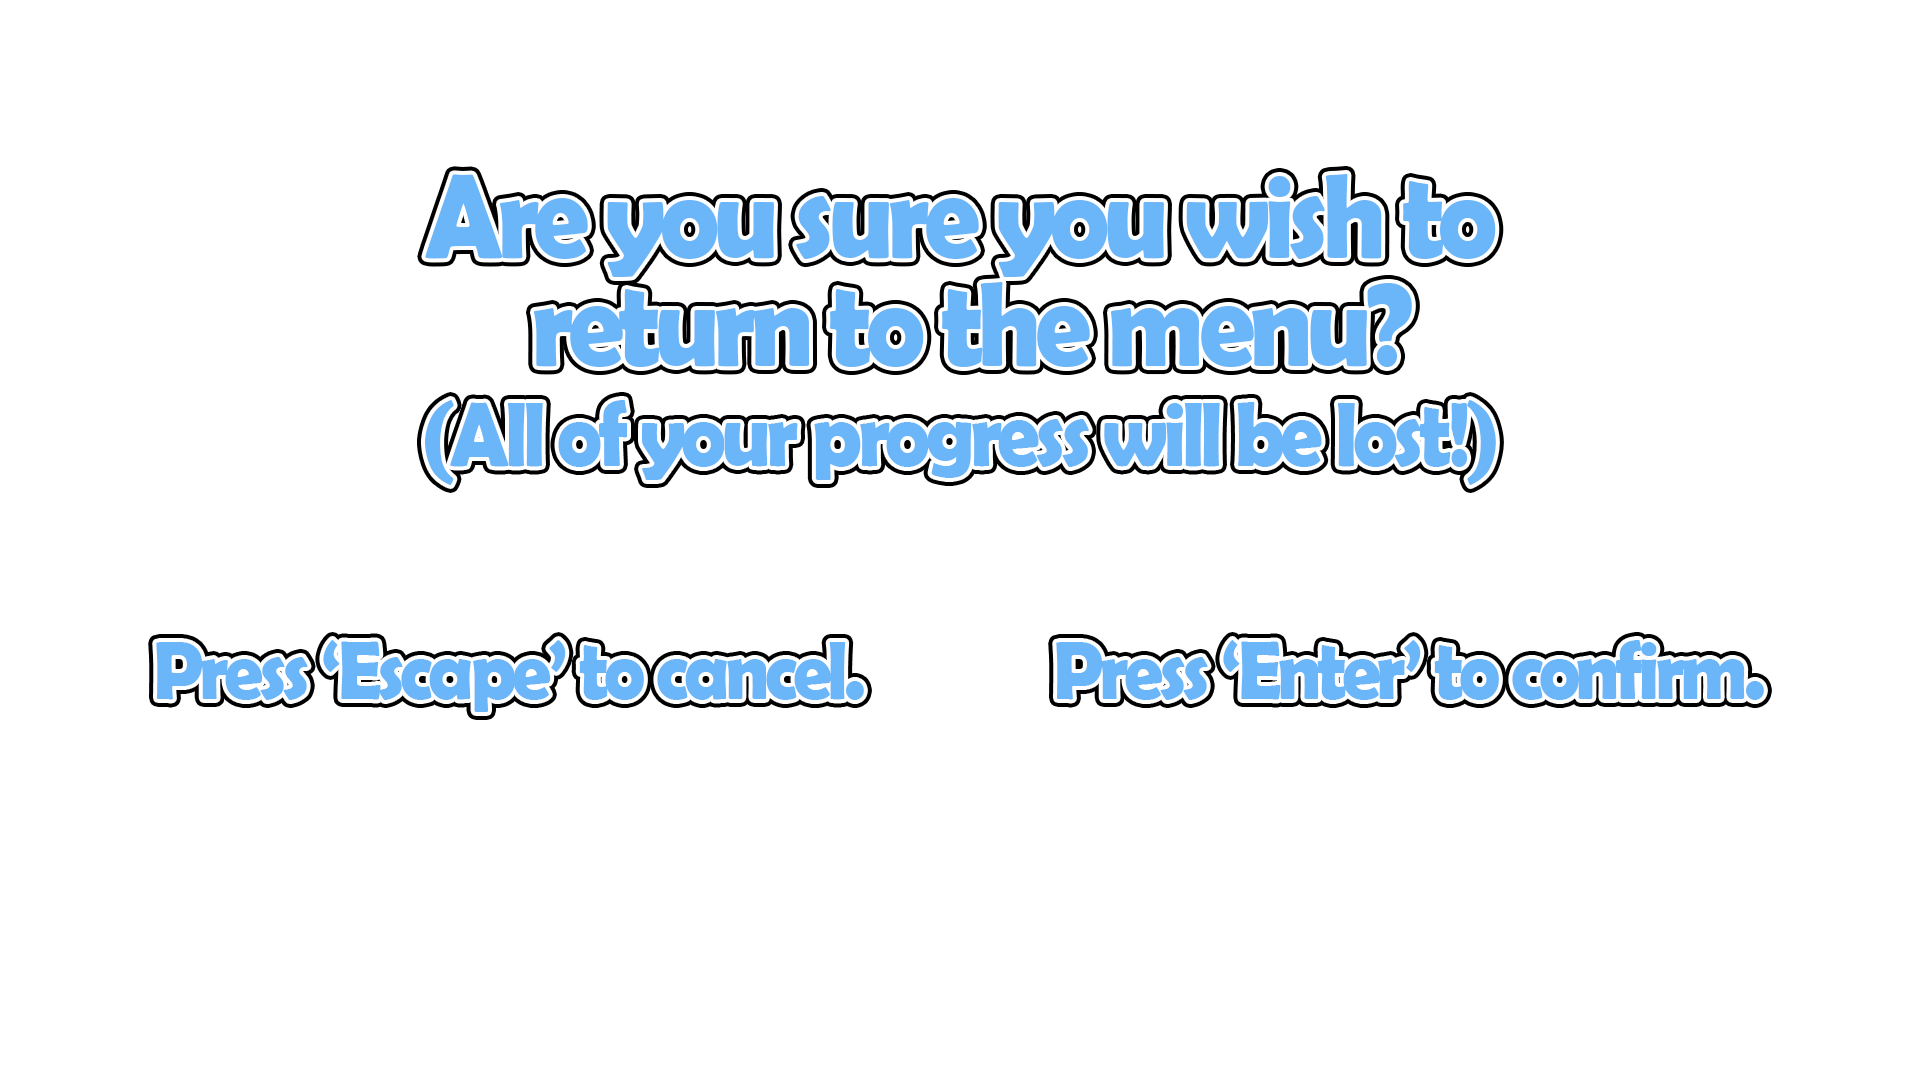 Are you sure you wish to
return to the menu?
(All of your progress will be lost!)
Press ‘Escape’ to cancel.
Press ‘Enter’ to confirm.